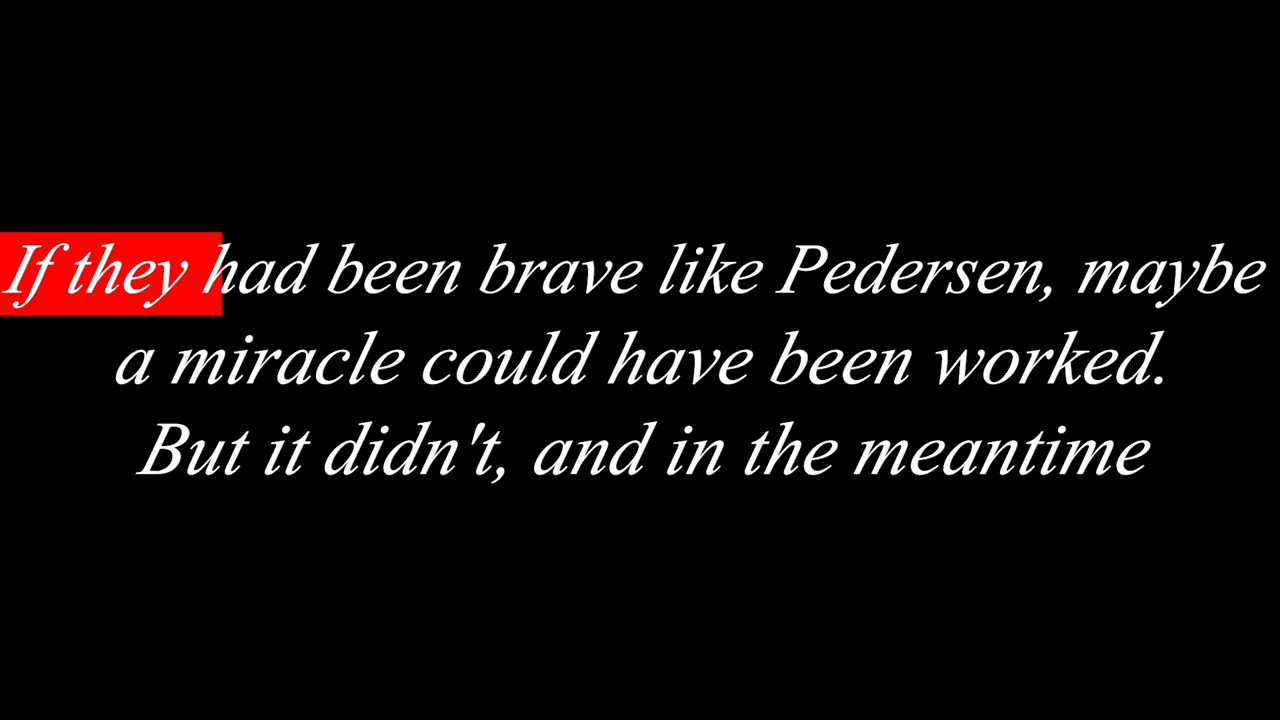 If they had been brave like Pedersen, maybe
a miracle could have been worked.
But it didn't, and in the meantime